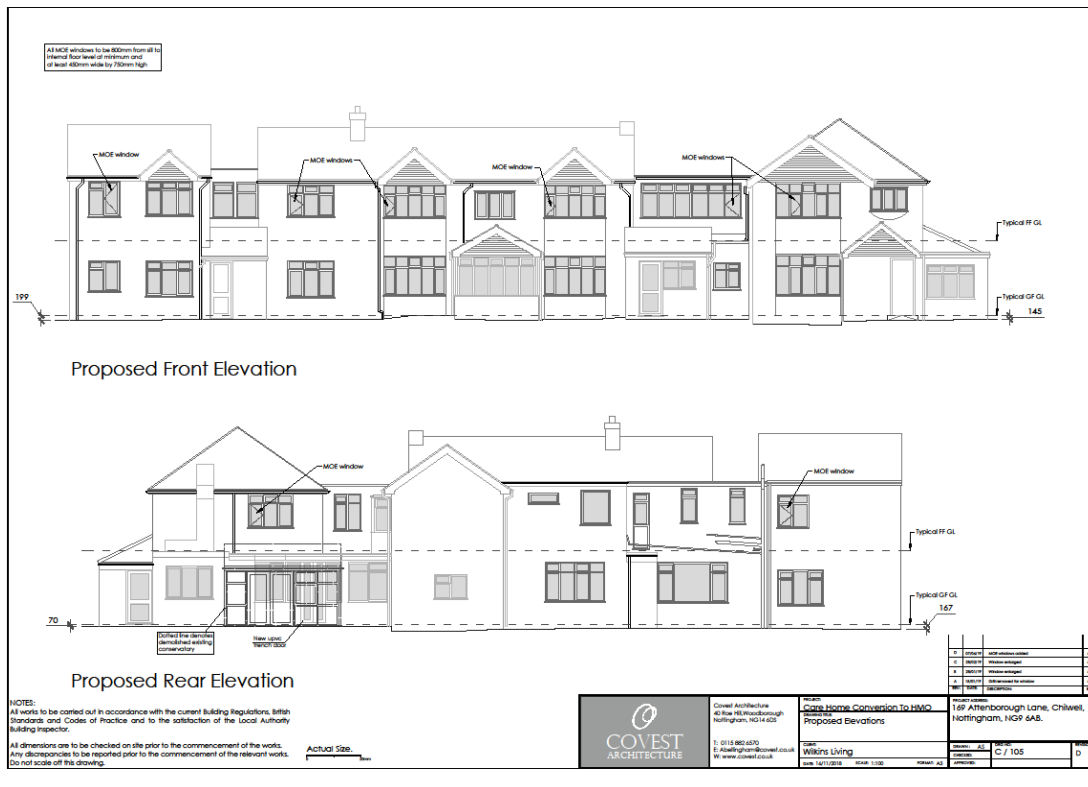 All MOE windows to be 800mm from sill to
internal floor level at minimum and
at least 450mm wide by 750mm high
MOE window
MOE windows
MOE window
MOE windows
Typical FF GL
Typical GF GL
199
145
Proposed Front Elevation
MOE window
MOE window
Typical FF GL
Typical GF GL
70
167
Dotted line denotes
demolished existing
conservatory
New upvc
french door
Proposed Rear Elevation
NOTES:
All works to be carried out in accordance with the current Building Regulations, British
Standards and Codes of Practice and to the satisfaction of the Local Authority
Building Inspector.
All dimensions are to be checked on site prior to the commencement of the works.
Any discrepancies to be reported prior to the commencement of the relevant works.
Do not scale off this drawing.
Actual Size.
COVEST
ARCHITECTURE
Covest Architecture
40 Roe Hill, Woodborough
Nottingham, NG14 6DS
T: 0115 882 6570
E: Abellingham@covest.co.uk
W: www.covest.co.uk
PROJECT:
Care Home Conversion To HMO
DRAWING TITLE:
Proposed Elevations
CLIENT:
Wilkins Living
DATE: 14/11/2018 SCALE: 1:100 FORMAT: A3
D 07/04/19 MOE windows added
C Window enlarged
B Window enlarged
A
REV: DATE: DESCRIPTION:
PROJECT ADDRESS:
169 Attenborough Lane, Chilwell,
Nottingham, NG9 6AB.
DRAWN: AS
CHECKED:
APPROVED:
DRG NO:
C / 105
D